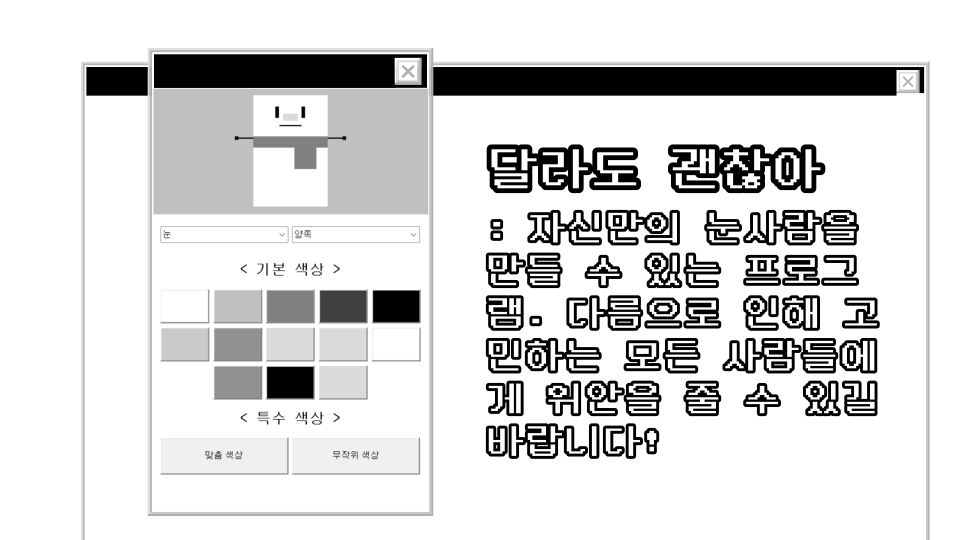 눈
양쪽
< 기본 색상 >
< 특수 색상 >
맞춤 색상
무작위 색상
달라도 괜찮아
: 자신만의 눈사람을
만들 수 있는 프로그
램. 다름으로 인해 고
민하는 모든 사람들에
게 위안을 줄 수 있길
바랍니다!